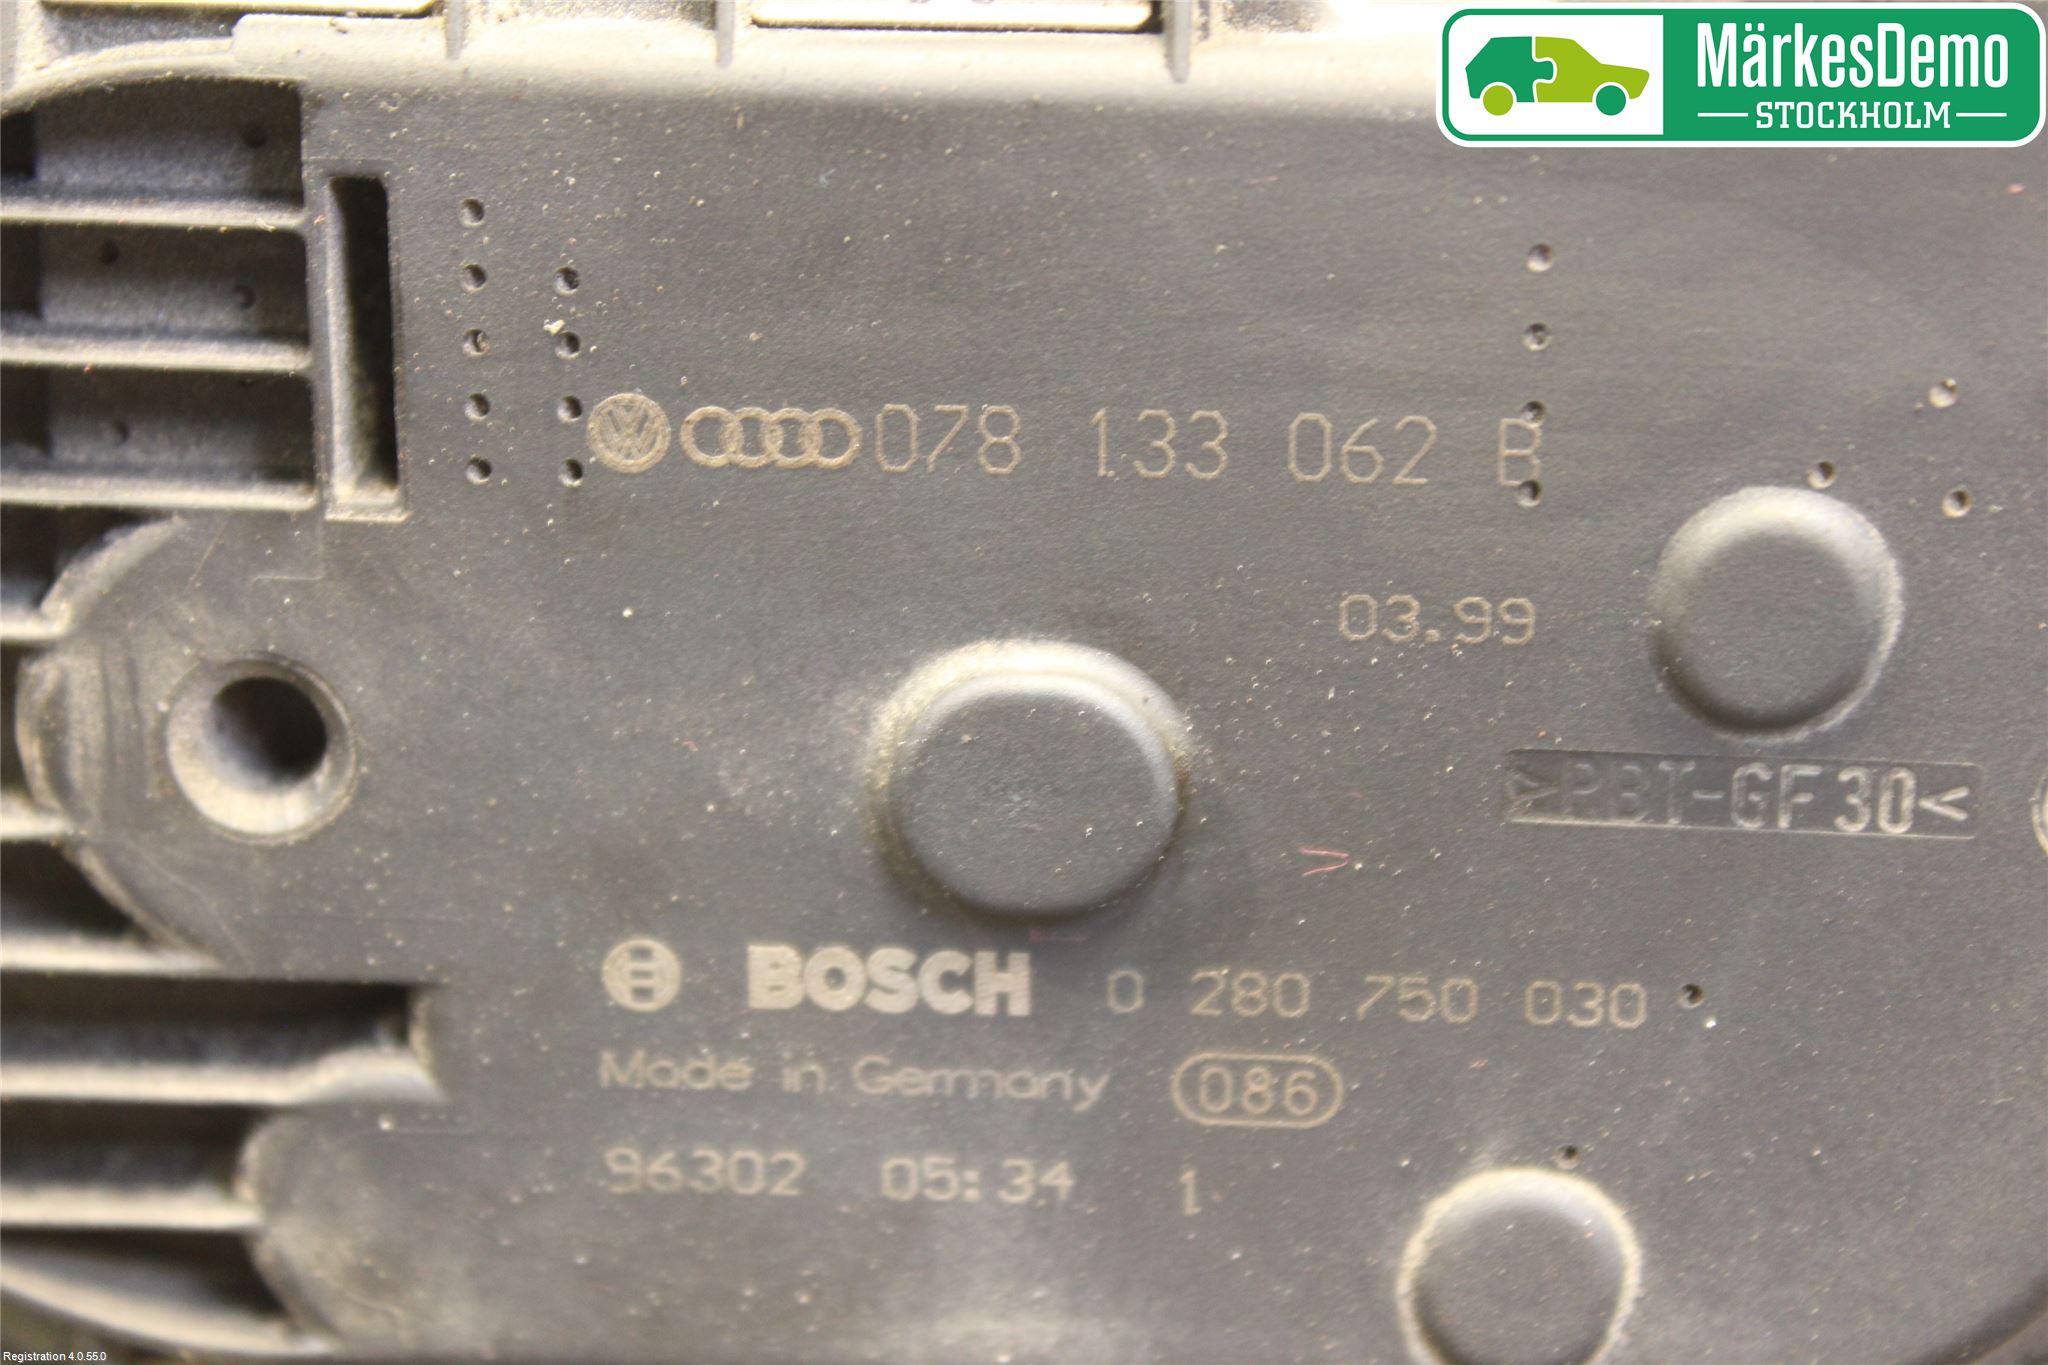 MärkesDemo
STOCKHOLM
078 133 062 B
03.99
>PBT-GF30<
BOSCH 0 280 750 030
Made in Germany 086
96302 05:34 1
Registration 4.0.55.0